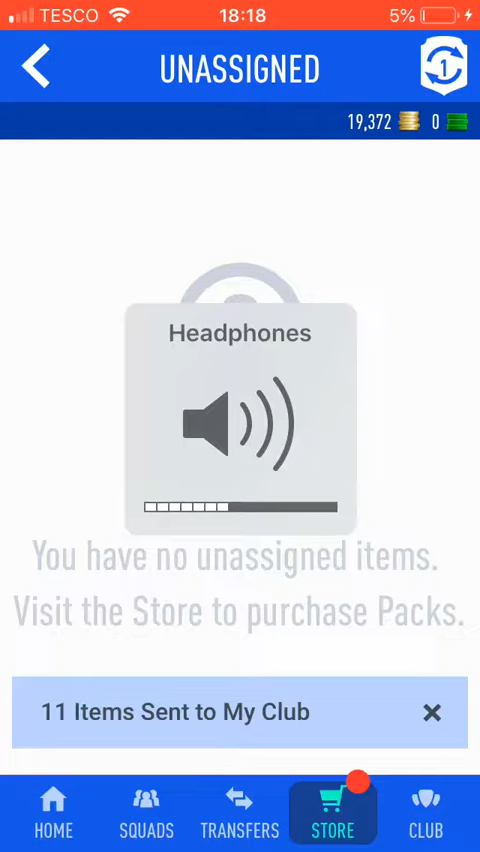 TESCO 18:18 5%
UNASSIGNED
1
19,372 0
Headphones
You have no unassigned items.
Visit the Store to purchase Packs.
11 Items Sent to My Club ×
HOME SQUADS TRANSFERS STORE CLUB